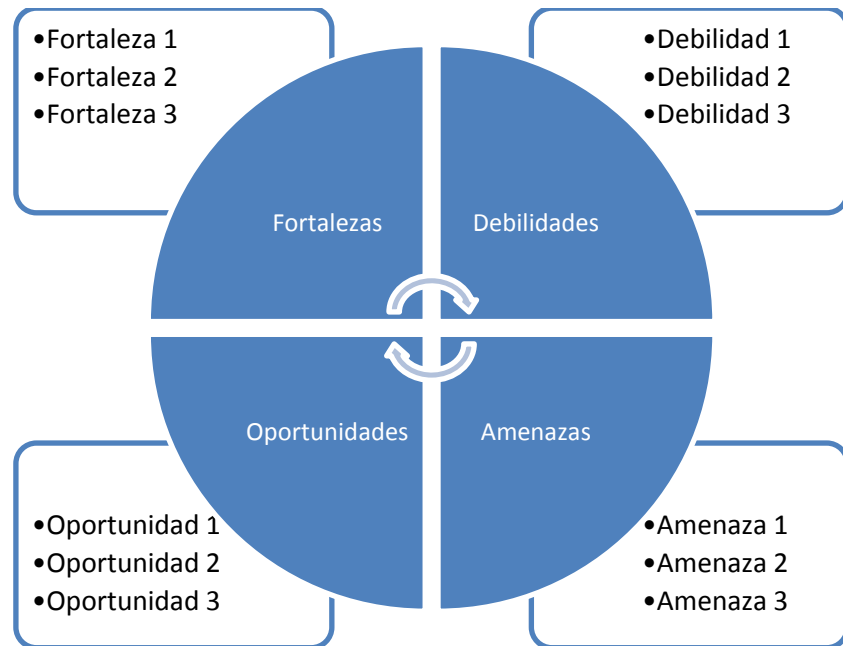 •Fortaleza 1
•Fortaleza 2
•Fortaleza 3
•Debilidad 1
•Debilidad 2
•Debilidad 3
Fortalezas
Debilidades
Oportunidades
Amenazas
•Oportunidad 1
•Oportunidad 2
•Oportunidad 3
•Amenaza 1
•Amenaza 2
•Amenaza 3